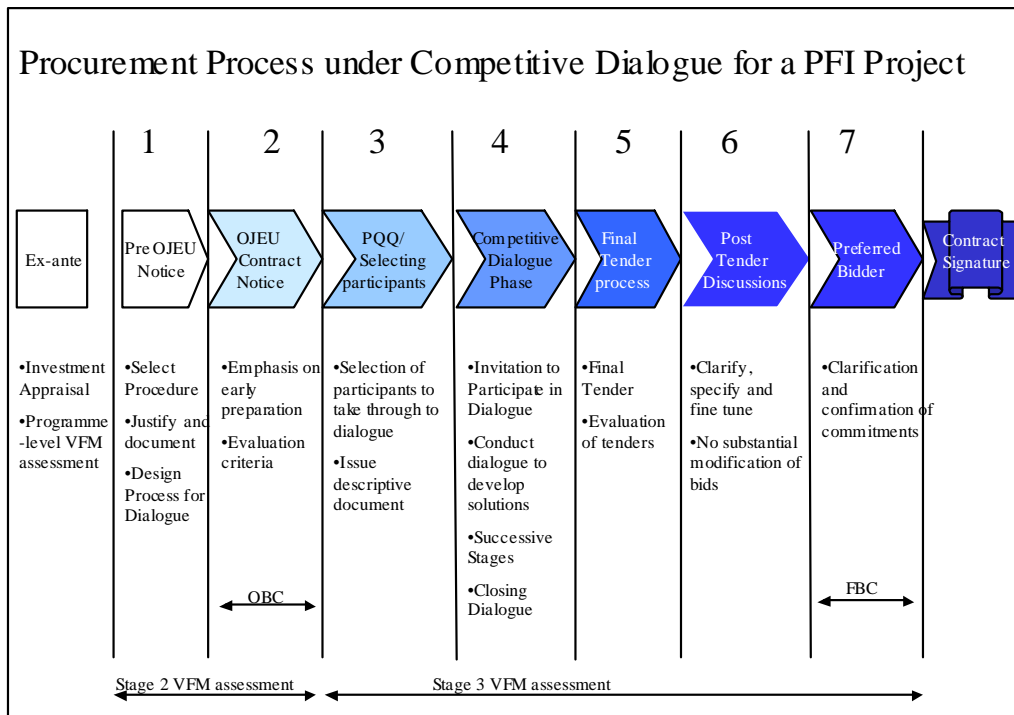 Procurement Process under Competitive Dialogue for a PFI Project
1
2
3
4
5
6
7
Ex-ante
Pre OJEU
Notice
OJEU
Contract
Notice
PQQ/
Selecting
participants
Competitive
Dialogue
Phase
Final
Tender
process
Post
Tender
Discussions
Preferred
Bidder
Contract
Signature
•Investment
Appraisal
•Programme
-level VFM
assessment
•Select
Procedure
•Justify and
document
•Design
Process for
Dialogue
•Emphasis on
early
preparation
•Evaluation
criteria
•Selection of
participants to
take through to
dialogue
•Issue
descriptive
document
•Invitation to
Participate in
Dialogue
•Conduct
dialogue to
develop
solutions
•Successive
Stages
•Closing
Dialogue
•Final
Tender
•Evaluation
of tenders
•Clarify,
specify and
fine tune
•No substantial
modification of
bids
•Clarification
and
confirmation of
commitments
OBC
FBC
Stage 2 VFM assessment
Stage 3 VFM assessment